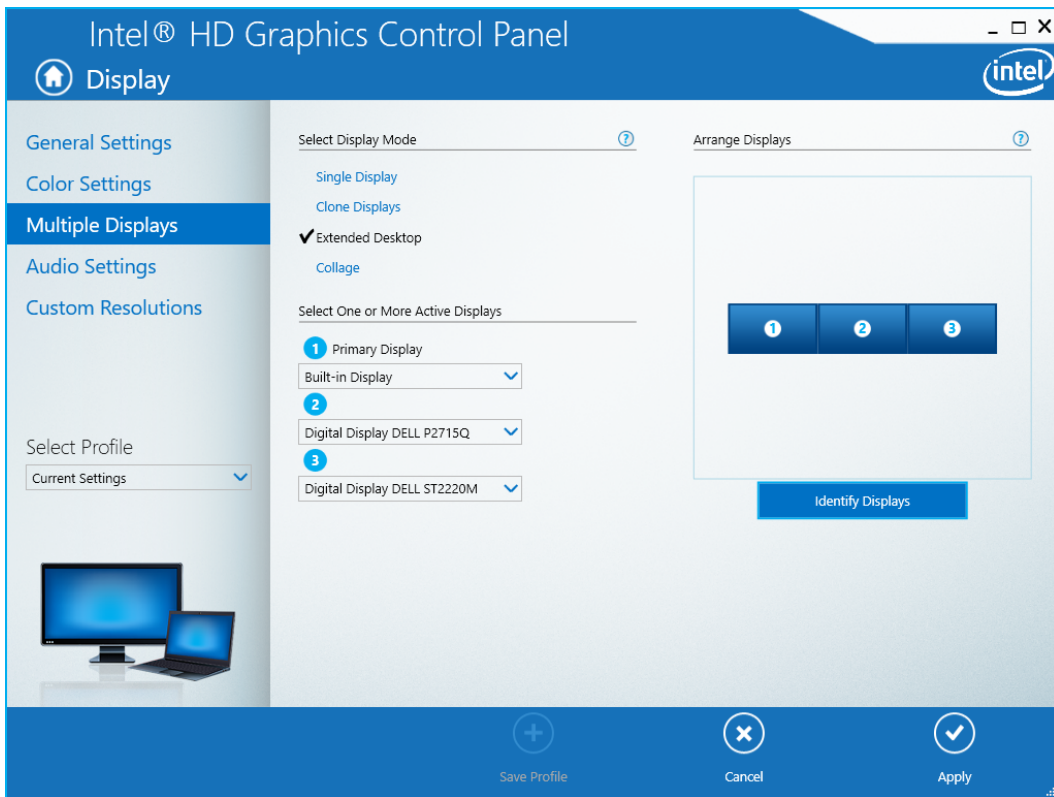 Intel® HD Graphics Control Panel
Display
intel
General Settings
Color Settings
Multiple Displays
Audio Settings
Custom Resolutions
Select Profile
Current Settings
Select Display Mode
?
Single Display
Clone Displays
Extended Desktop
Collage
Select One or More Active Displays
1 Primary Display
Built-in Display
2
Digital Display DELL P2715Q
3
Digital Display DELL ST2220M
Arrange Displays
?
1 2 3
Identify Displays
Save Profile
Cancel
Apply